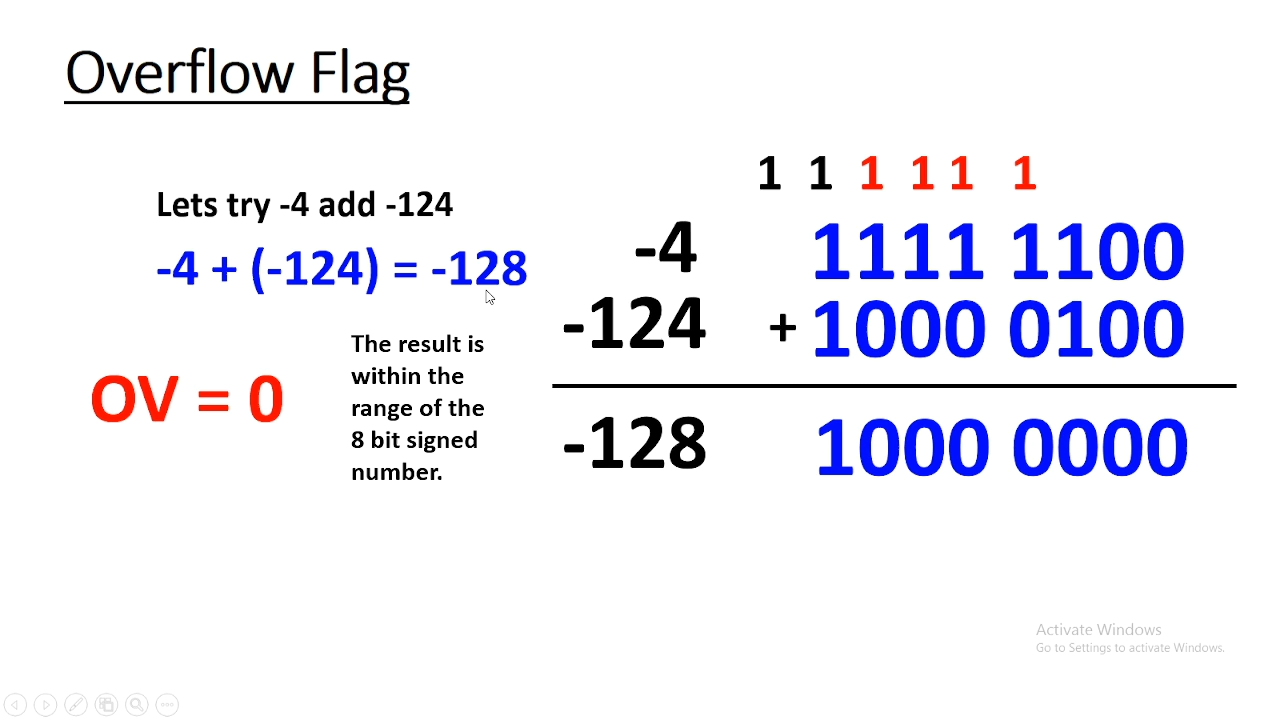 Overflow Flag
Lets try -4 add -124
-4 + (-124) = -128
OV = 0
The result is
within the
range of the
8 bit signed
number.
1 1 1 1 1 1
-4 1111 1100
-124 + 1000 0100
-128 1000 0000
Activate Windows
Go to Settings to activate Windows.